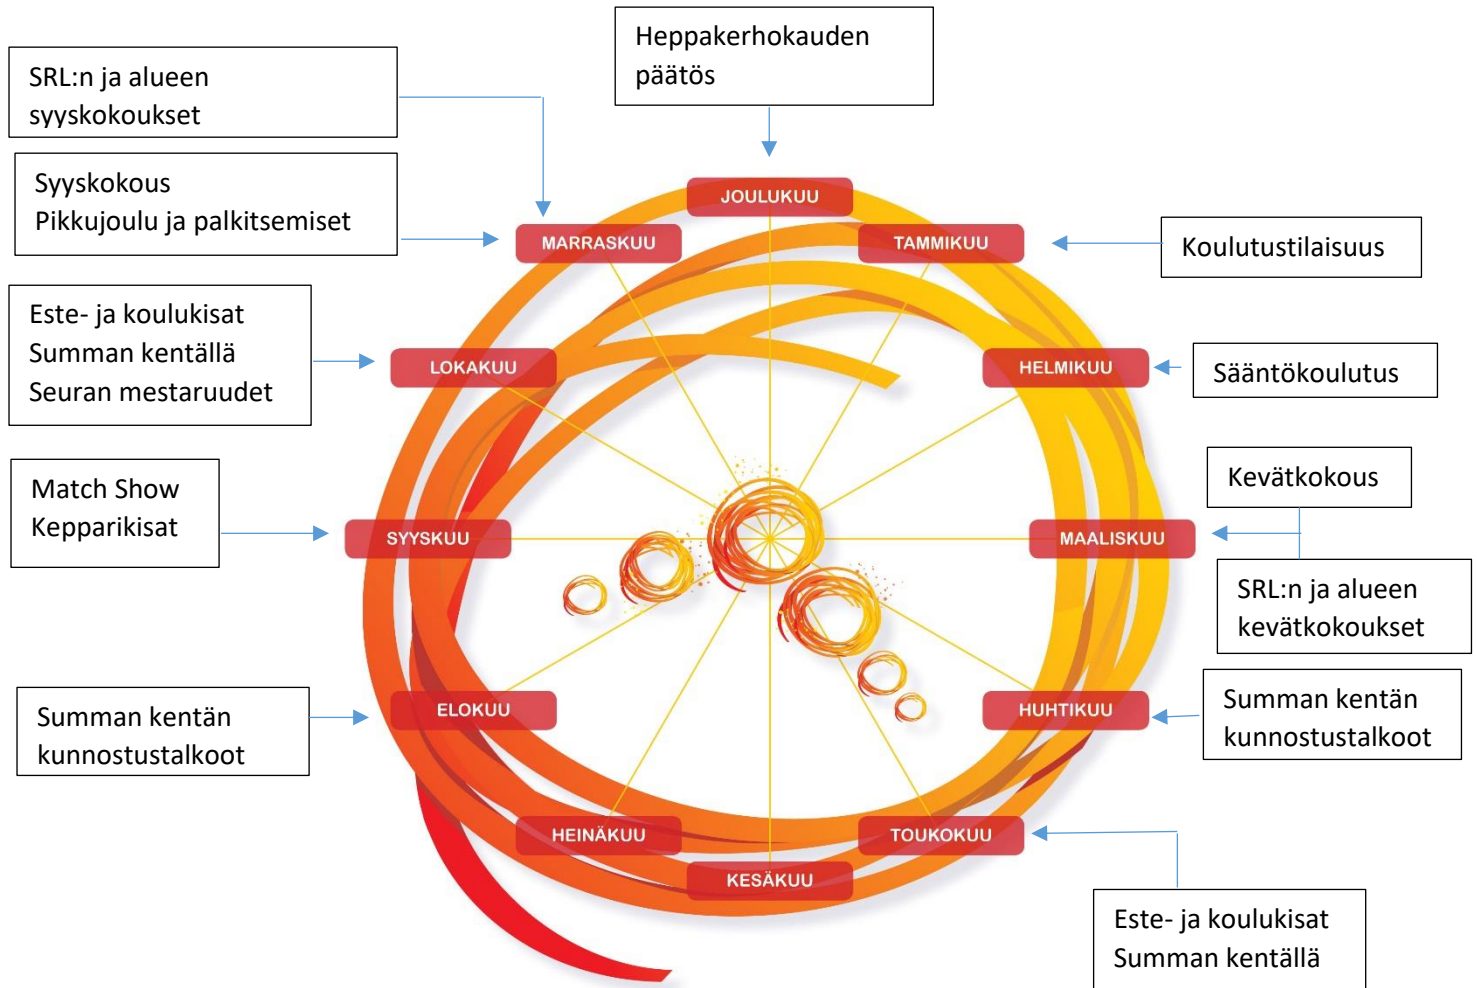 Heppakerhokauden
päätös
SRL:n ja alueen
syyskokoukset
Syyskokous
Pikkujoulu ja palkitsemiset
JOULUKUU
MARRASKUU
TAMMIKUU
Koulutustilaisuus
Este- ja koulukisat
Summan kentällä
Seuran mestaruudet
LOKAKUU
HELMIKUU
Sääntökoulutus
Match Show
Kepparikisat
SYYSKUU
MAALISKUU
Kevätkokous
SRL:n ja alueen
kevätkokoukset
Summan kentän
kunnostustalkoot
ELOKUU
HUHTIKUU
Summan kentän
kunnostustalkoot
HEINÄKUU
TOUKOKUU
KESÄKUU
Este- ja koulukisat
Summan kentällä